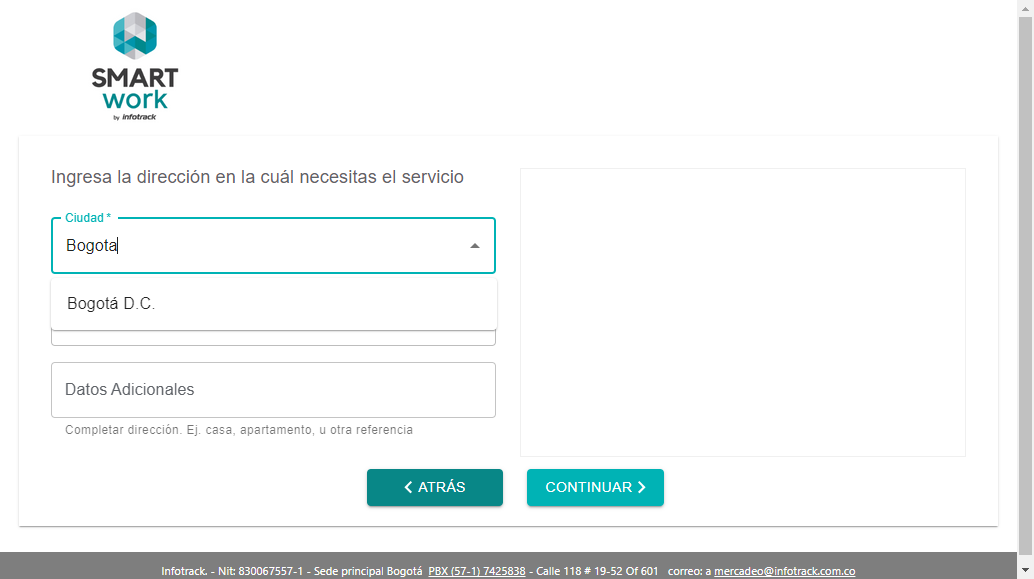 SMART
work
by infotrack
Ingresa la dirección en la cuál necesitas el servicio
Ciudad *
Bogota
Bogotá D.C.
Datos Adicionales
Completar dirección. Ej. casa, apartamento, u otra referencia
ATRÁS
CONTINUAR
Infotrack. - Nit: 830067557-1 - Sede principal Bogotá PBX (57-1) 7425838 - Calle 118 # 19-52 Of 601 correo: a mercadeo@infotrack.com.co